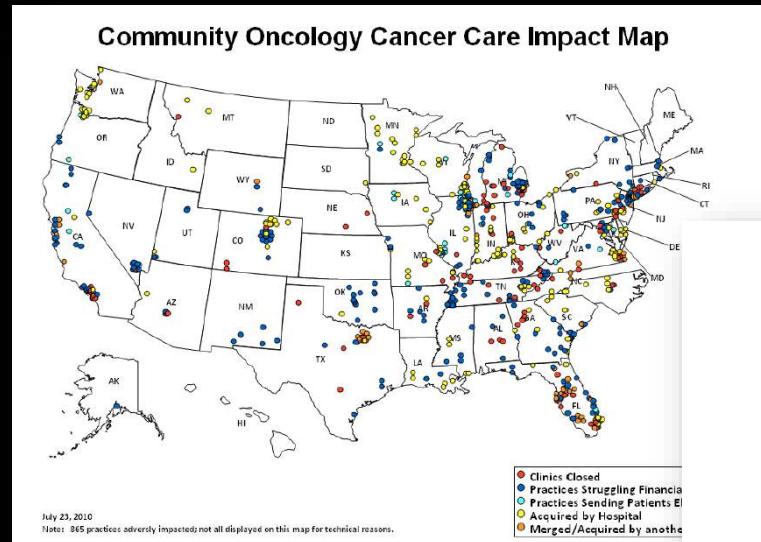 Community Oncology Cancer Care Impact Map
WA
MT
ND
MN
OR
ID
SD
WY
NE
IA
NV
UT
CO
CA
KS
MO
IL
IN
OH
PA
NY
VT
NH
ME
MA
RI
CT
NJ
DE
MD
WV
VA
NC
TN
SC
AZ
NM
OK
AR
TX
LA
MS
AL
GA
FL
AK
HI
Clinics Closed
Practices Struggling Financia
Practices Sending Patients El
Acquired by Hospital
Merged/Acquired by anothe
July 23, 2010
Note: 865 practices adversly impacted; not all displayed on this map for technical reasons.